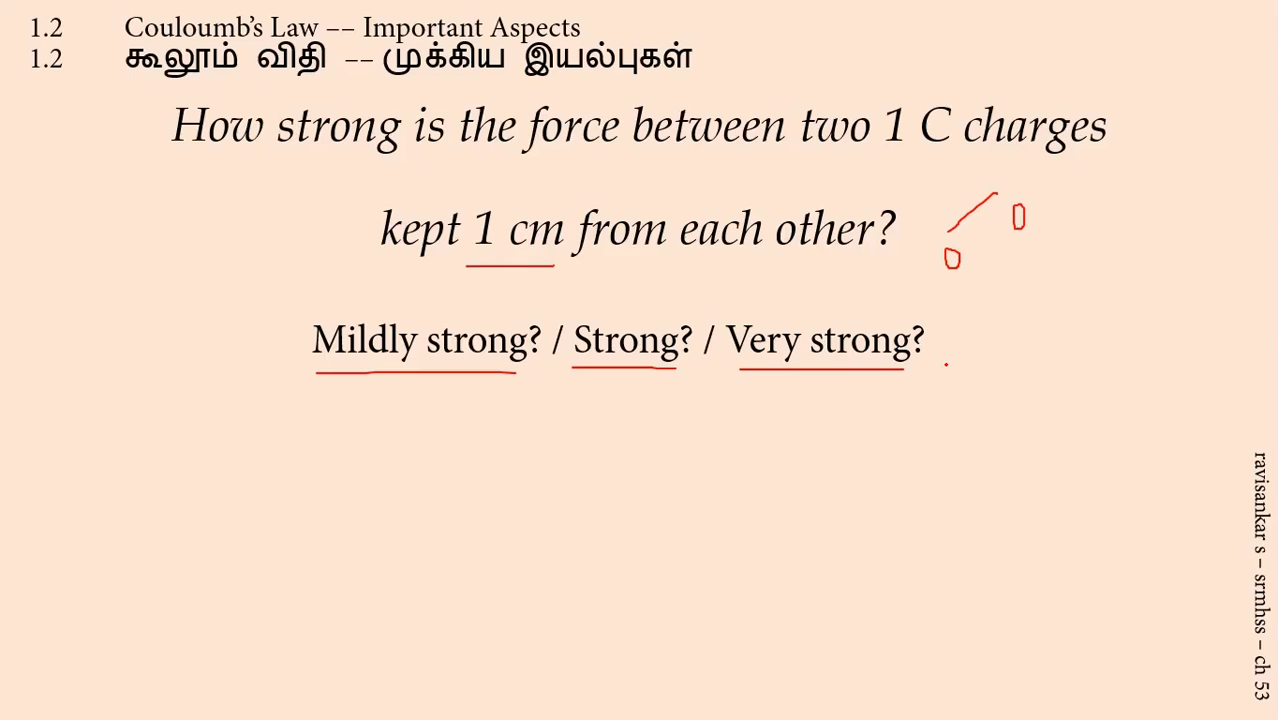 1.2 Couloumb's Law –– Important Aspects
1.2 கூலூம் விதி –– முக்கிய இயல்புகள்
How strong is the force between two 1 C charges
kept 1 cm from each other?
Mildly strong? / Strong? / Very strong?
ravisankar s – srmhss – ch 53